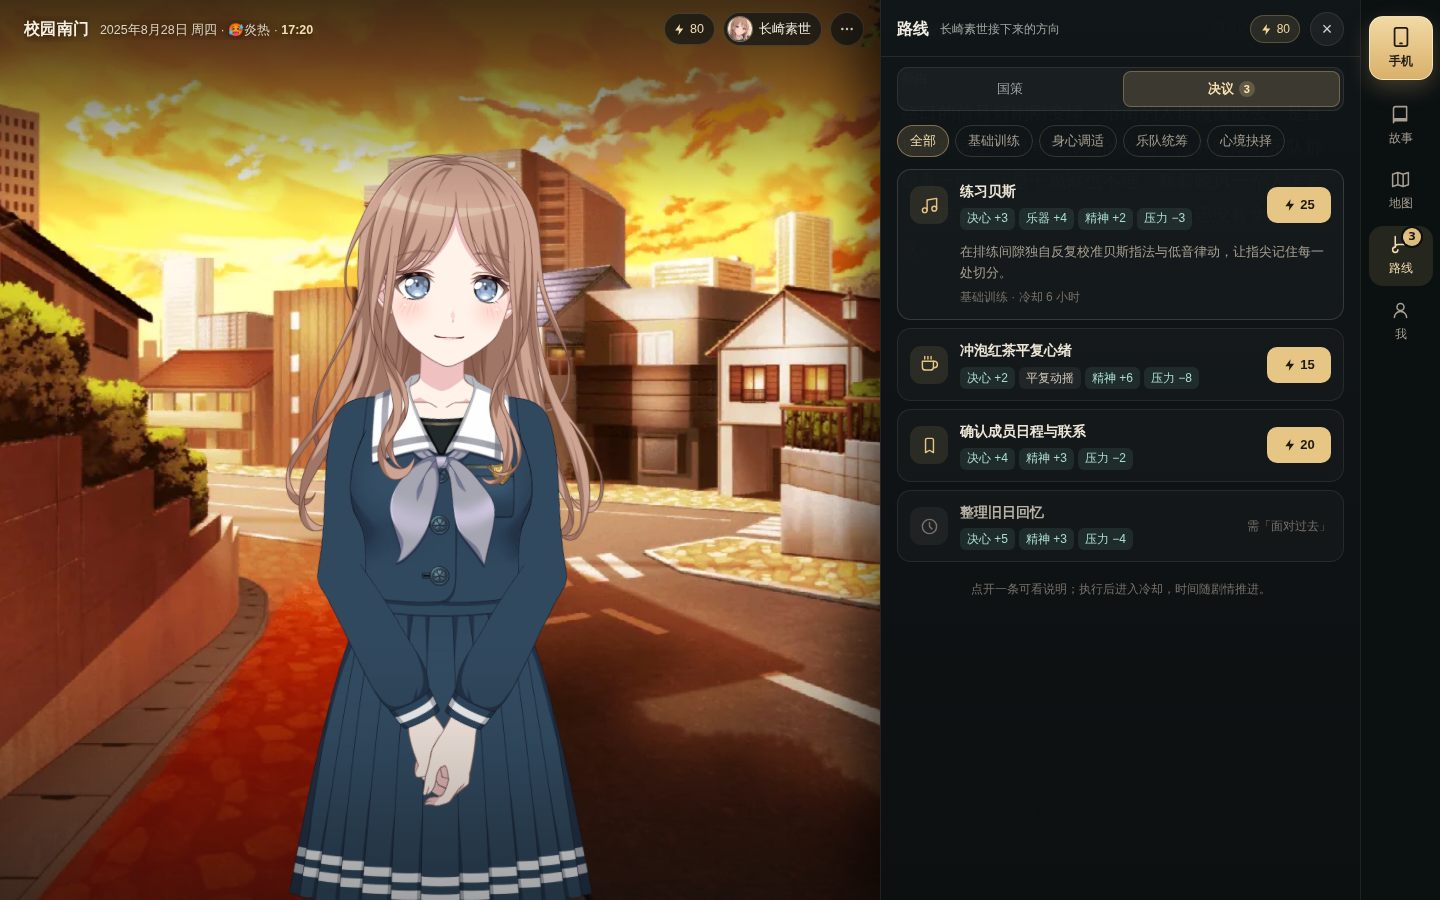 校园南门 2025年8月28日 周四 · 🥵炎热 · 17:20
80 长崎素世
路线 长崎素世接下来的方向 80
国策 决议 3
全部 基础训练 身心调适 乐队统筹 心境抉择
练习贝斯
决心 +3 乐器 +4 精神 +2 压力 −3
25
在排练间隙独自反复校准贝斯指法与低音律动，让指尖记住每一
处切分。
基础训练 · 冷却 6 小时
冲泡红茶平复心绪
决心 +2 平复动摇 精神 +6 压力 −8
15
确认成员日程与联系
决心 +4 精神 +3 压力 −2
20
整理旧日回忆
决心 +5 精神 +3 压力 −4
需「面对过去」
点开一条可看说明；执行后进入冷却，时间随剧情推进。
手机
故事
地图
3
路线
我